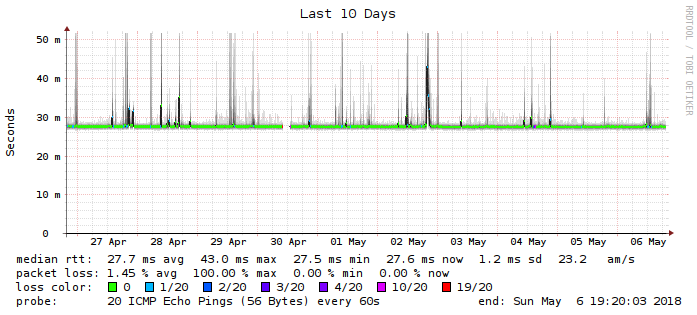 Last 10 Days
RRDTOOL / TOBI OETIKER
Seconds
50 m
40 m
30 m
20 m
10 m
0
27 Apr 28 Apr 29 Apr 30 Apr 01 May 02 May 03 May 04 May 05 May 06 May
median rtt: 27.7 ms avg 43.0 ms max 27.5 ms min 27.6 ms now 1.2 ms sd 23.2 am/s
packet loss: 1.45 % avg 100.00 % max 0.00 % min 0.00 % now
loss color: 0 1/20 2/20 3/20 4/20 10/20 19/20
probe: 20 ICMP Echo Pings (56 Bytes) every 60s end: Sun May 6 19:20:03 2018